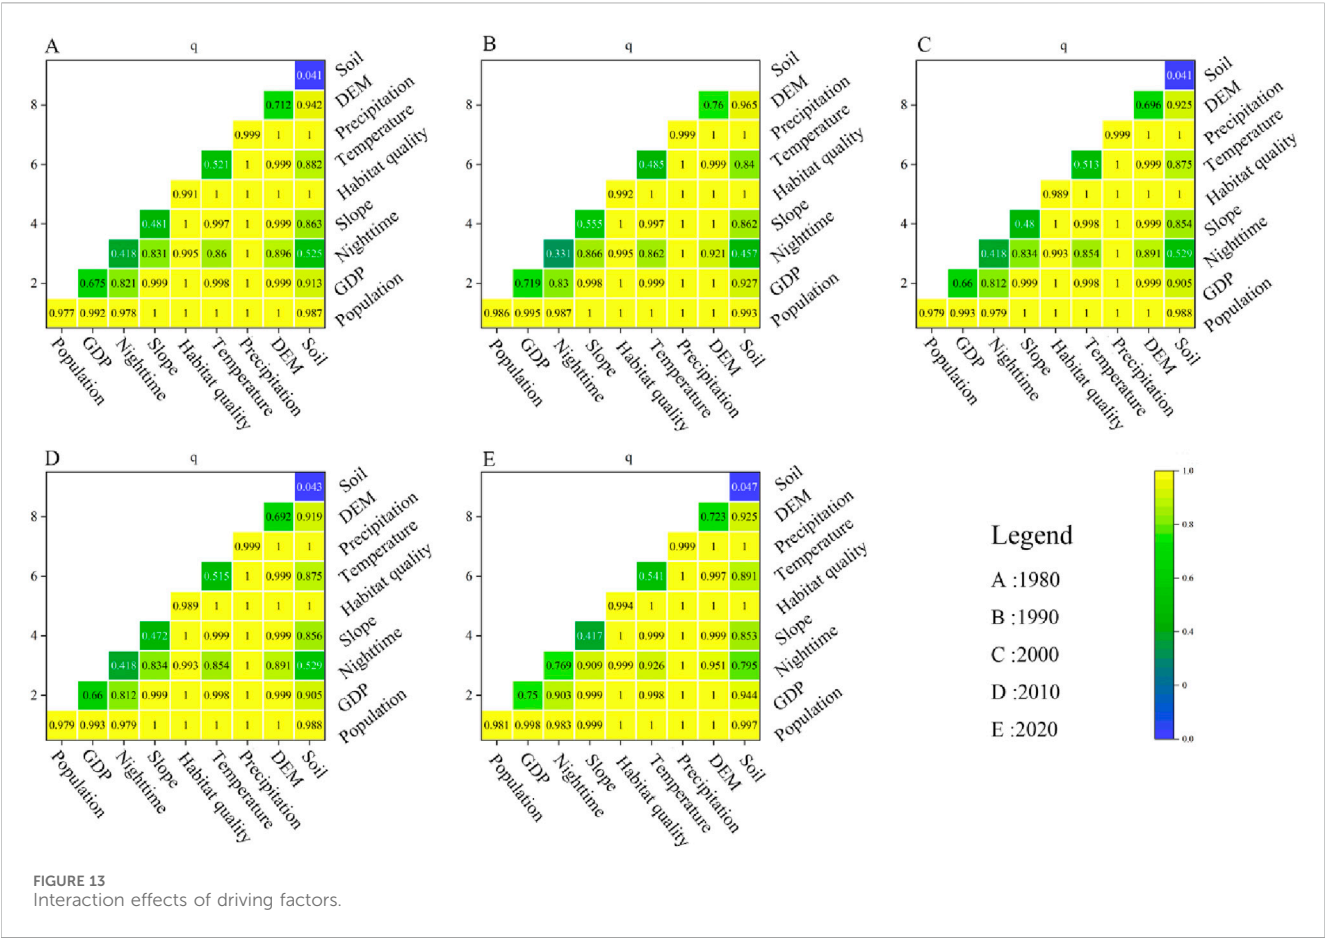 A
q
Soil
0.041
DEM
8
0.712 0.942
Precipitation
0.999 1 1
Temperature
6
0.521 1 0.999 0.882
Habitat quality
0.991 1 1 1 1
Slope
4
0.481 1 0.997 1 0.999 0.863
Nighttime
0.418 0.831 0.995 0.86 1 0.896 0.525
GDP
2
0.675 0.821 0.999 1 0.998 1 0.999 0.913
Population
0.977 0.992 0.978 1 1 1 1 1 0.987
Population
GDP
Nighttime
Slope
Habitat quality
Temperature
Precipitation
DEM
Soil
B
q
Soil
DEM
8
0.76 0.965
Precipitation
0.999 1 1
Temperature
6
0.485 1 0.999 0.84
Habitat quality
0.992 1 1 1 1
Slope
4
0.555 1 0.997 1 0.999 0.862
Nighttime
0.331 0.866 0.995 0.862 1 0.921 0.457
GDP
2
0.719 0.83 0.998 1 0.999 1 1 0.927
Population
0.986 0.995 0.987 1 1 1 1 1 0.993
Population
GDP
Nighttime
Slope
Habitat quality
Temperature
Precipitation
DEM
Soil
C
q
Soil
0.041
DEM
8
0.696 0.925
Precipitation
0.999 1 1
Temperature
6
0.513 1 0.999 0.875
Habitat quality
0.989 1 1 1 1
Slope
4
0.48 1 0.998 1 0.999 0.854
Nighttime
0.418 0.834 0.993 0.854 1 0.891 0.529
GDP
2
0.66 0.812 0.999 1 0.998 1 0.999 0.905
Population
0.979 0.993 0.979 1 1 1 1 1 0.988
Population
GDP
Nighttime
Slope
Habitat quality
Temperature
Precipitation
DEM
Soil
D
q
Soil
0.043
DEM
8
0.692 0.919
Precipitation
0.999 1 1
Temperature
6
0.515 1 0.999 0.875
Habitat quality
0.989 1 1 1 1
Slope
4
0.472 1 0.999 1 0.999 0.856
Nighttime
0.418 0.834 0.993 0.854 1 0.891 0.529
GDP
2
0.66 0.812 0.999 1 0.998 1 0.999 0.905
Population
0.979 0.993 0.979 1 1 1 1 1 0.988
Population
GDP
Nighttime
Slope
Habitat quality
Temperature
Precipitation
DEM
Soil
E
q
Soil
0.047
DEM
8
0.723 0.925
Precipitation
0.999 1 1
Temperature
6
0.541 1 0.997 0.891
Habitat quality
0.994 1 1 1 1
Slope
4
0.417 1 0.999 1 0.999 0.853
Nighttime
0.769 0.909 0.999 0.926 1 0.951 0.795
GDP
2
0.75 0.903 0.999 1 0.998 1 1 0.944
Population
0.981 0.998 0.983 0.999 1 1 1 1 0.997
Population
GDP
Nighttime
Slope
Habitat quality
Temperature
Precipitation
DEM
Soil
Legend
A :1980
B :1990
C :2000
D :2010
E :2020
1.0
0.8
0.6
0.4
0
0.0
FIGURE 13
Interaction effects of driving factors.